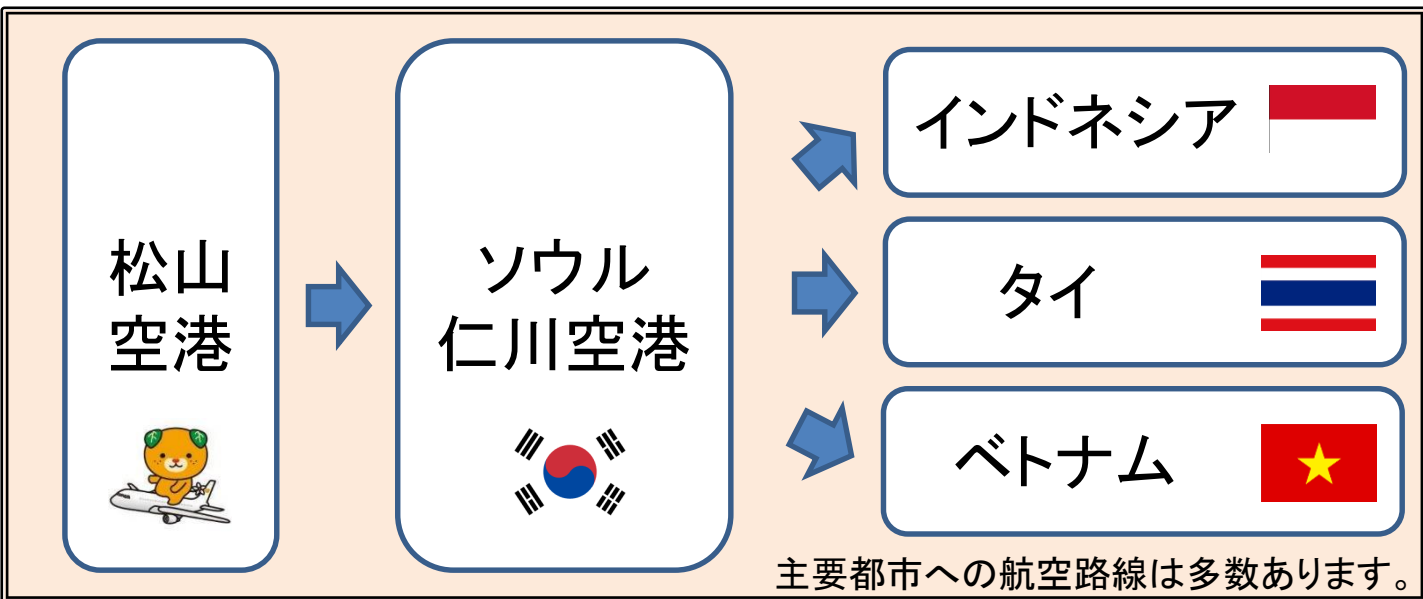 松山
空港
ソウル
仁川空港
インドネシア
タイ
ベトナム
主要都市への航空路線は多数あります。